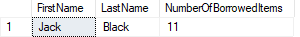 FirstName LastName NumberOfBorrowedItems
1 Jack Black 11